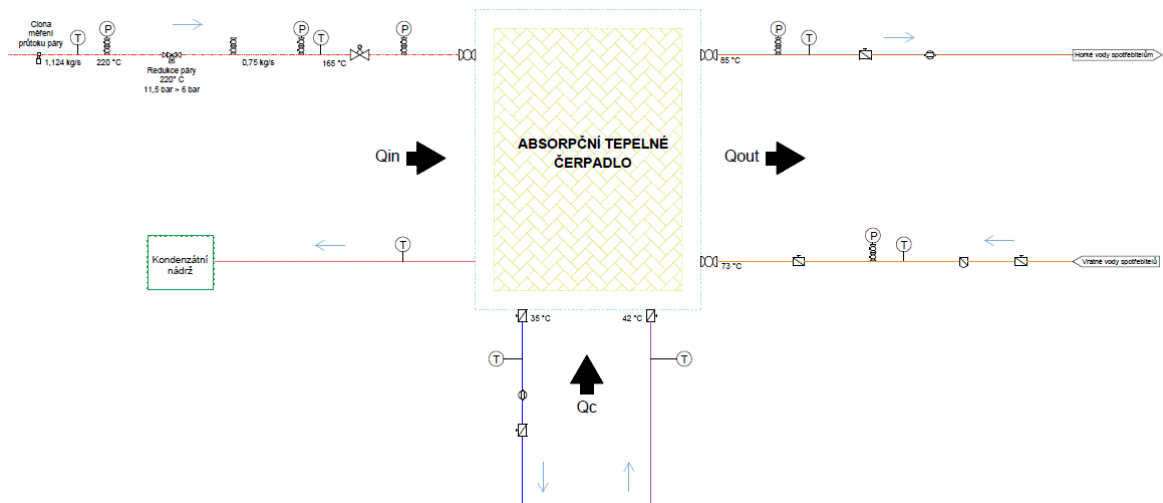 Clona
měření
průtoku páry
T
P
P
T
P
P
T
1,124 kg/s
220 °C
0,75 kg/s
165 °C
85 °C
Horké vody spotřebitelům
Redukce páry
220° C
11,5 bar > 6 bar
ABSORPČNÍ TEPELNÉ
ČERPADLO
Qin
Qout
P
T
T
Kondenzátní
nádrž
73 °C
Vratné vody spotřebitelů
35 °C
42 °C
T
T
Qc